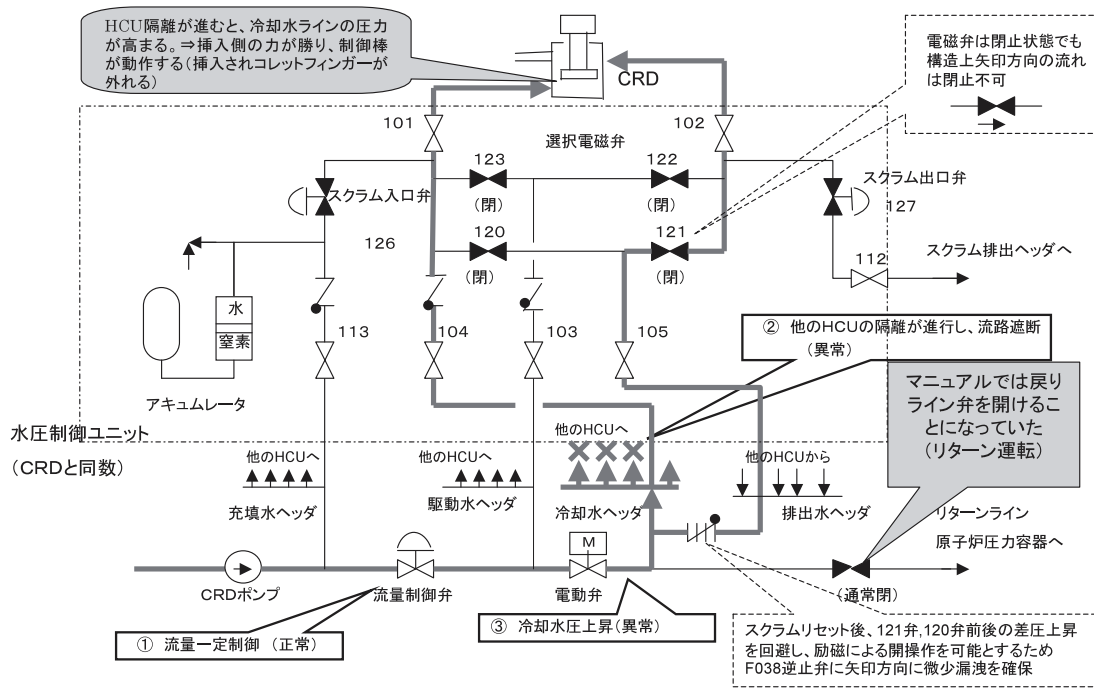 HCU隔離が進むと、冷却水ラインの圧力
が高まる。⇒挿入側の力が勝り、制御棒
が動作する(挿入されコレットフィンガーが
外れる)
CRD
電磁弁は閉止状態でも
構造上矢印方向の流れ
は閉止不可
101
102
選択電磁弁
123
(閉)
122
(閉)
スクラム入口弁
スクラム出口弁
127
126
120
(閉)
121
(閉)
112
スクラム排出ヘッダへ
水
窒素
アキュムレータ
113
104
103
105
② 他のHCUの隔離が進行し、流路遮断
(異常)
マニュアルでは戻り
ライン弁を開けるこ
とになっていた
(リターン運転)
水圧制御ユニット
(CRDと同数)
他のHCUへ
他のHCUへ
他のHCUへ
他のHCUから
充填水ヘッダ
駆動水ヘッダ
冷却水ヘッダ
排出水ヘッダ
リターンライン
原子炉圧力容器へ
M
CRDポンプ
流量制御弁
電動弁
(通常閉)
① 流量一定制御 (正常)
③ 冷却水圧上昇(異常)
スクラムリセット後、121弁,120弁前後の差圧上昇
を回避し、励磁による開操作を可能とするため
F038逆止弁に矢印方向に微少漏洩を確保